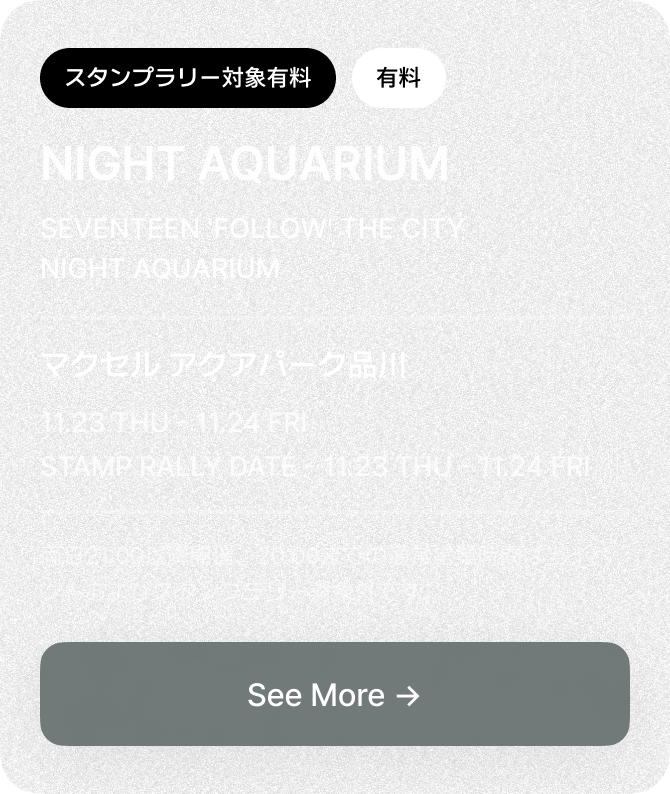 スタンプラリー対象有料
有料
NIGHT AQUARIUM
SEVENTEEN 'FOLLOW' THE CITY
NIGHT AQUARIUM
マクセル アクアパーク品川
11.23 THU - 11.24 FRI
STAMP RALLY DATE - 11.23 THU - 11.24 FRI
See More →